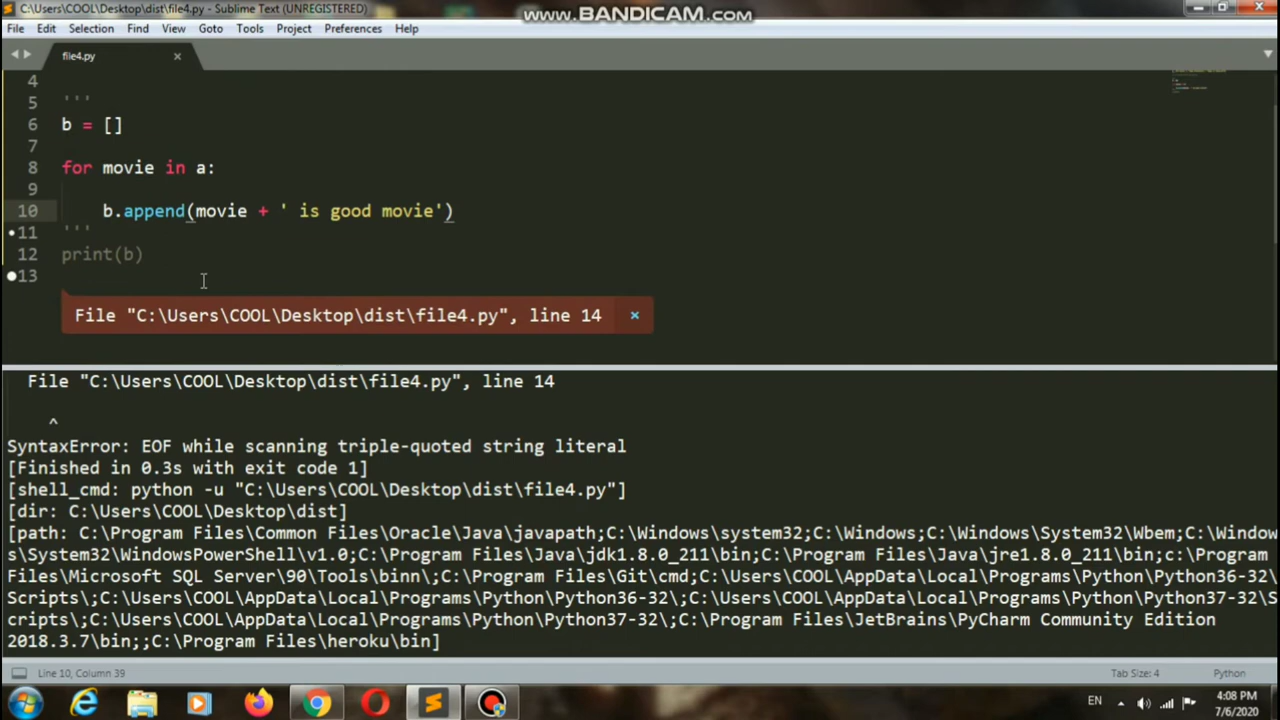 C:\Users\COOL\Desktop\dist\file4.py - Sublime Text (UNREGISTERED)
www.BANDICAM.com
File Edit Selection Find View Goto Tools Project Preferences Help
file4.py
4
5 '''
6 b = []
7
8 for movie in a:
9
10 b.append(movie + ' is good movie')
11 '''
12 print(b)
13
File "C:\Users\COOL\Desktop\dist\file4.py", line 14 ×
File "C:\Users\COOL\Desktop\dist\file4.py", line 14
^
SyntaxError: EOF while scanning triple-quoted string literal
[Finished in 0.3s with exit code 1]
[shell_cmd: python -u "C:\Users\COOL\Desktop\dist\file4.py"]
[dir: C:\Users\COOL\Desktop\dist]
[path: C:\Program Files\Common Files\Oracle\Java\javapath;C:\Windows\system32;C:\Windows;C:\Windows\System32\Wbem;C:\Window
s\System32\WindowsPowerShell\v1.0;C:\Program Files\Java\jdk1.8.0_211\bin;C:\Program Files\Java\jre1.8.0_211\bin;c:\Program
Files\Microsoft SQL Server\90\Tools\binn\;C:\Program Files\Git\cmd;C:\Users\COOL\AppData\Local\Programs\Python\Python36-32\
Scripts\;C:\Users\COOL\AppData\Local\Programs\Python\Python36-32\;C:\Users\COOL\AppData\Local\Programs\Python\Python37-32\S
cripts\;C:\Users\COOL\AppData\Local\Programs\Python\Python37-32\;C:\Program Files\JetBrains\PyCharm Community Edition
2018.3.7\bin;;C:\Program Files\heroku\bin]
Line 10, Column 39 Tab Size: 4 Python
EN 4:08 PM
7/6/2020